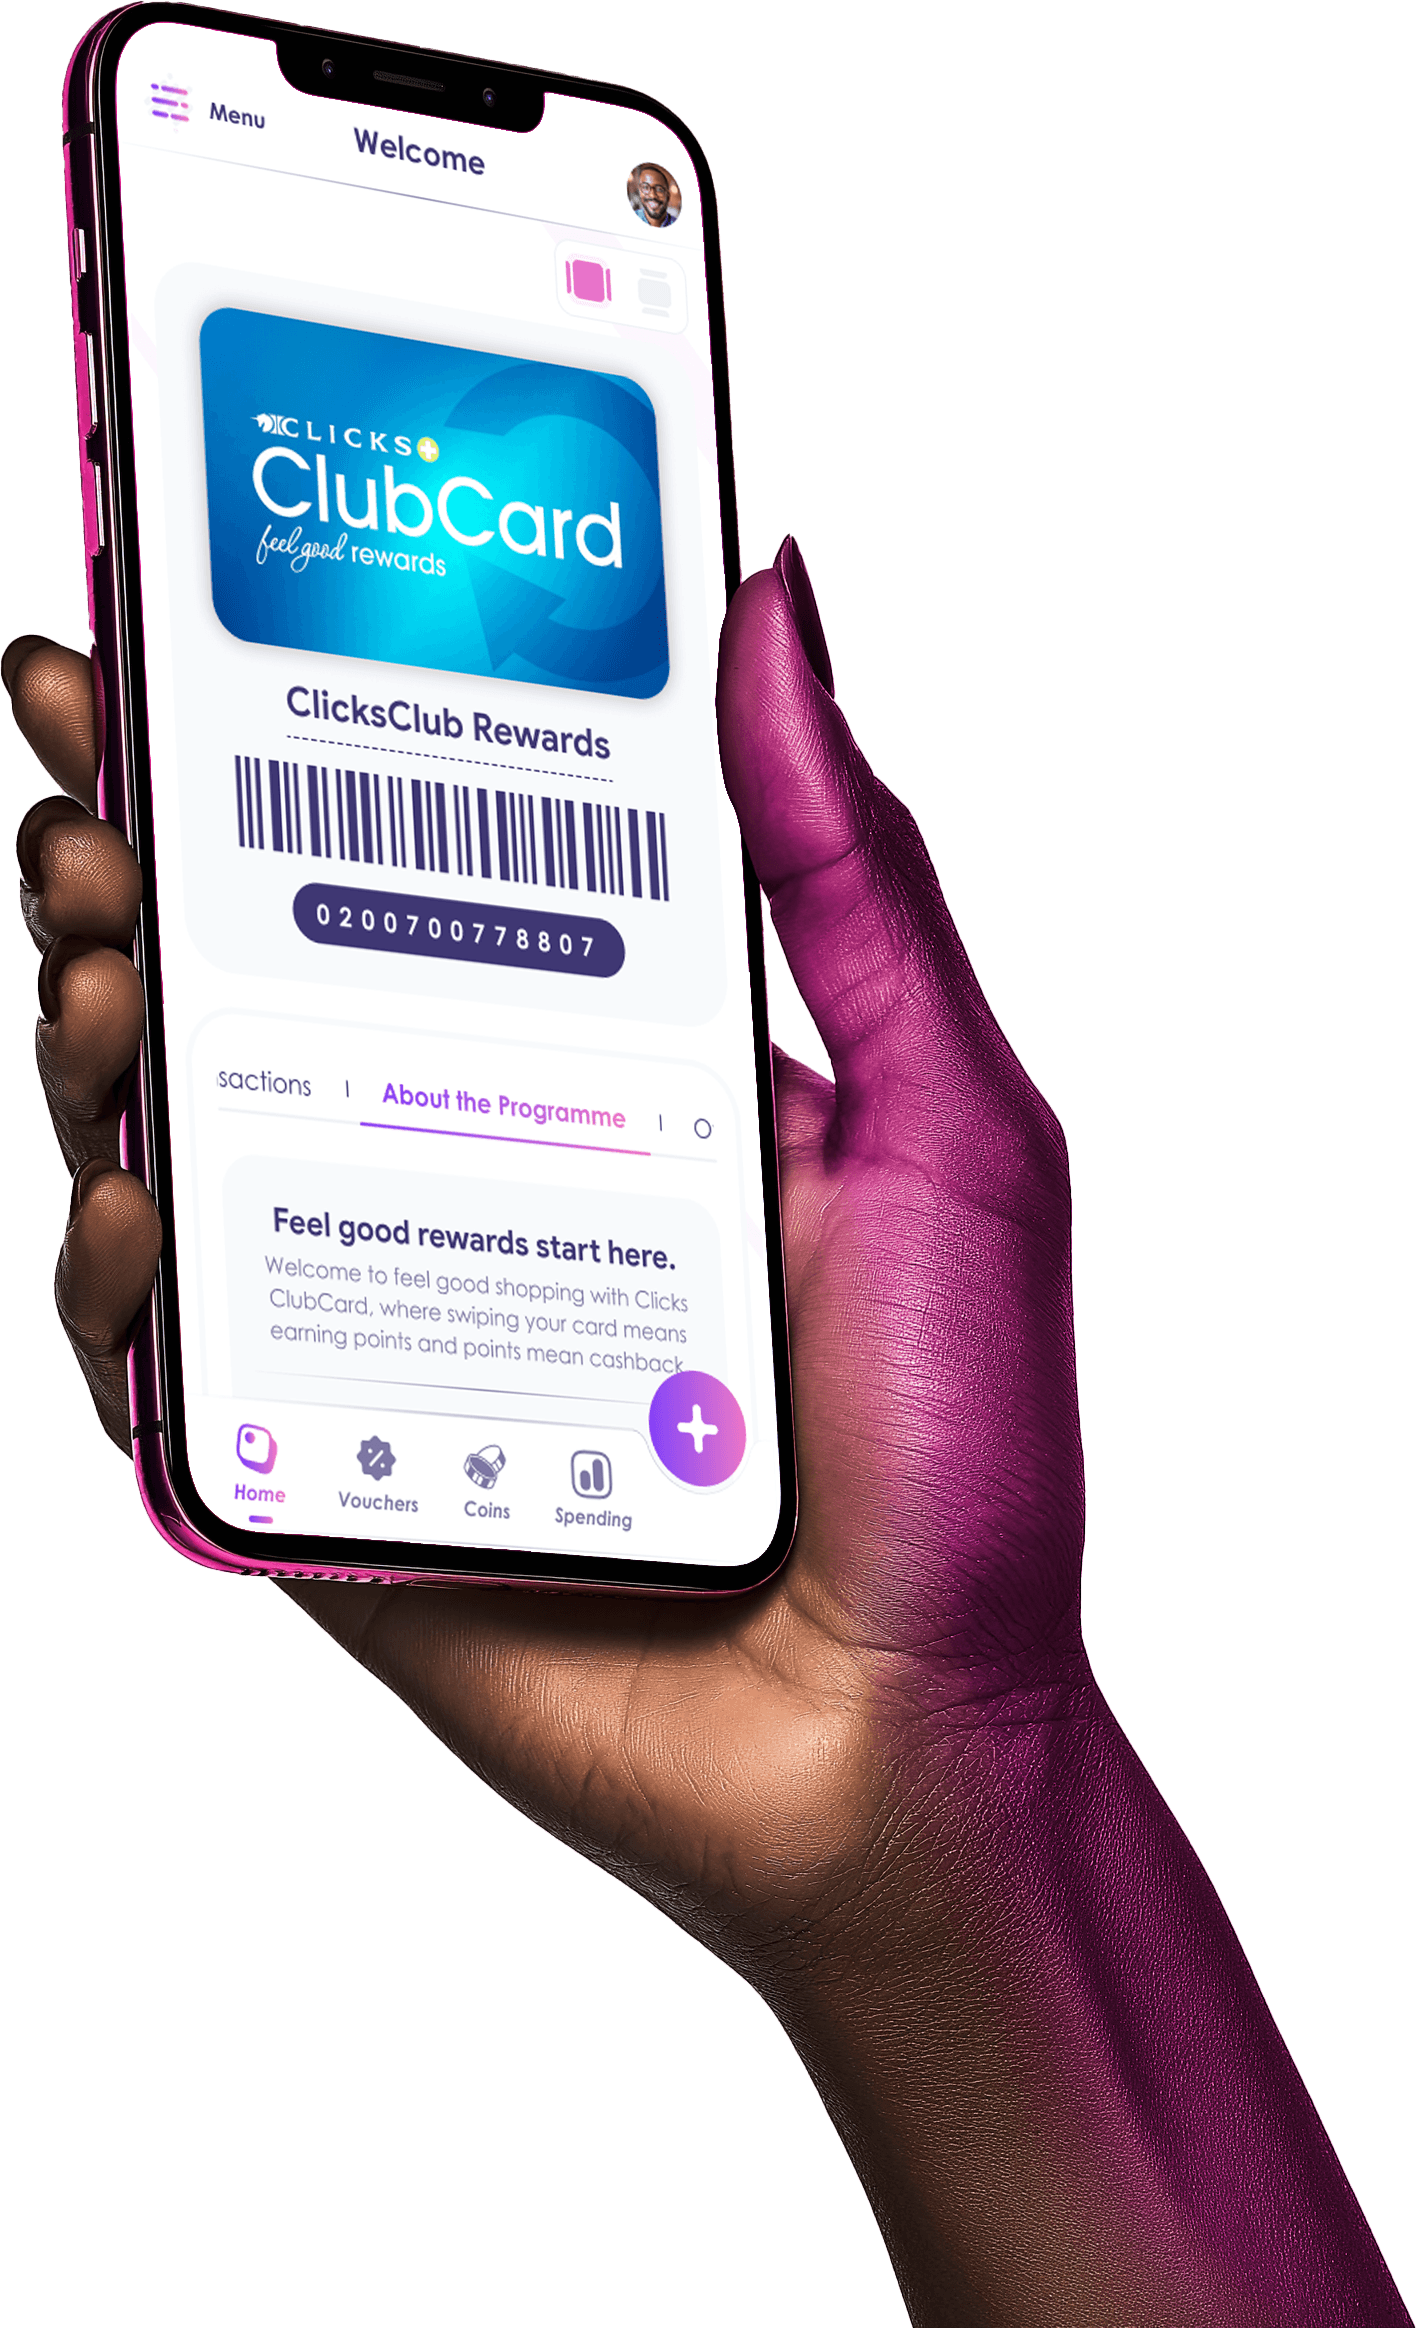 Menu
Welcome
CLICKS
ClubCard
feel good rewards
ClicksClub Rewards
0200700778807
sactions | About the Programme | O
Feel good rewards start here.
Welcome to feel good shopping with Clicks
ClubCard, where swiping your card means
earning points and points mean cashback
Home
Vouchers
Coins
Spending